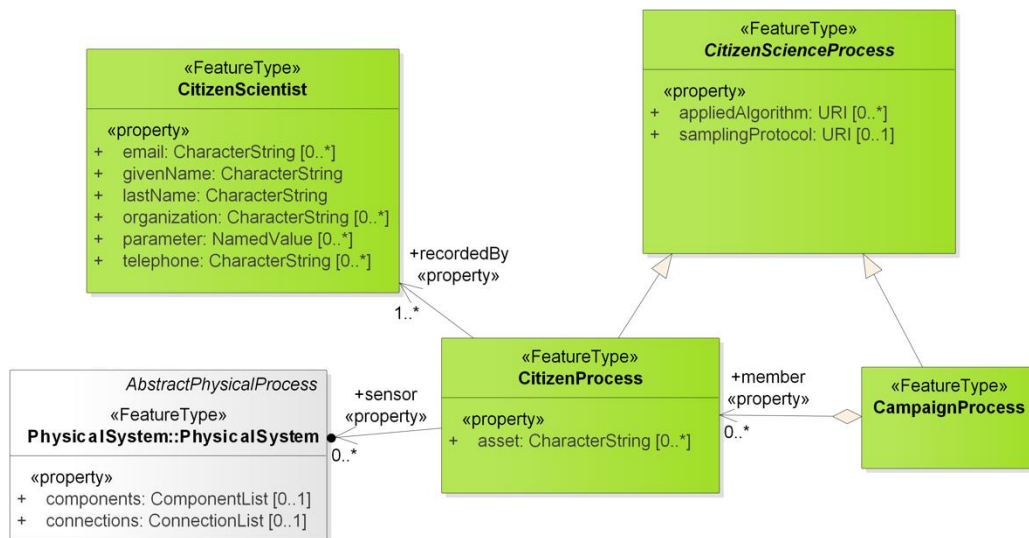 «FeatureType»
CitizenScientist
«property»
+ email: CharacterString [0..*]
+ givenName: CharacterString
+ lastName: CharacterString
+ organization: CharacterString [0..*]
+ parameter: NamedValue [0..*]
+ telephone: CharacterString [0..*]
«FeatureType»
CitizenScienceProcess
«property»
+ appliedAlgorithm: URI [0..*]
+ samplingProtocol: URI [0..1]
+recordedBy
«property»
1..*
«FeatureType»
CitizenProcess
«property»
+ asset: CharacterString [0..*]
+member
«property»
0..*
«FeatureType»
CampaignProcess
+sensor
«property»
0..*
AbstractPhysicalProcess
«FeatureType»
PhysicalSystem::PhysicalSystem
«property»
+ components: ComponentList [0..1]
+ connections: ConnectionList [0..1]